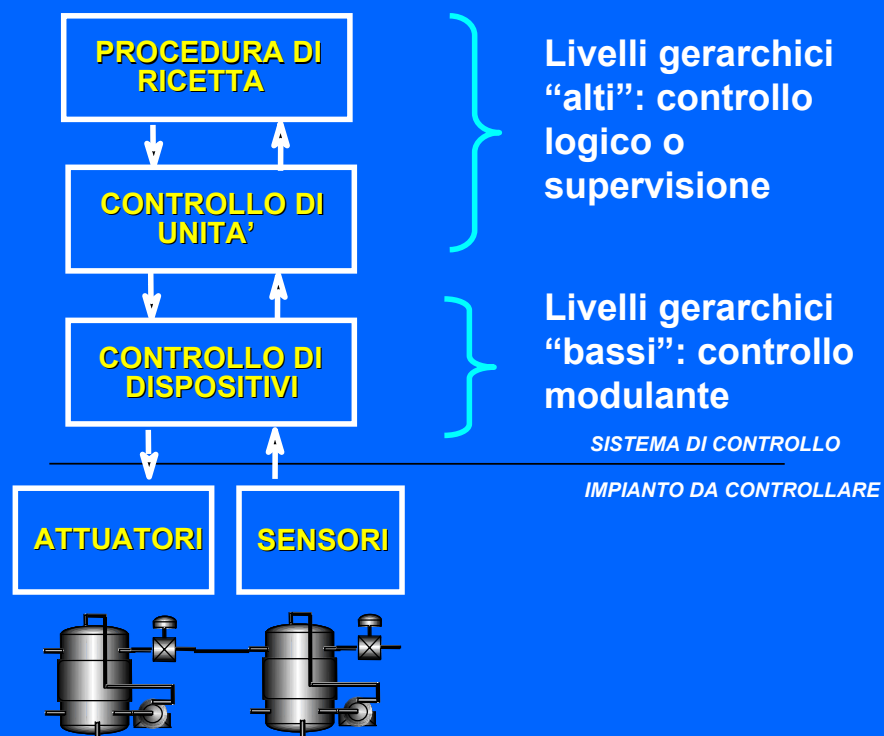 PROCEDURA DI
RICETTA
Livelli gerarchici
“alti”: controllo
logico o
supervisione
CONTROLLO DI
UNITA’
CONTROLLO DI
DISPOSITIVI
Livelli gerarchici
“bassi”: controllo
modulante
SISTEMA DI CONTROLLO
IMPIANTO DA CONTROLLARE
ATTUATORI
SENSORI